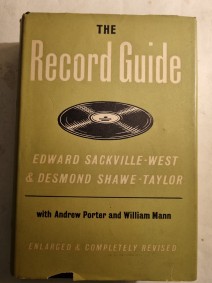 THE
Record Guide
EDWARD SACKVILLE-WEST
& DESMOND SHAWE-TAYLOR
with Andrew Porter and William Mann
ENLARGED & COMPLETELY REVISED